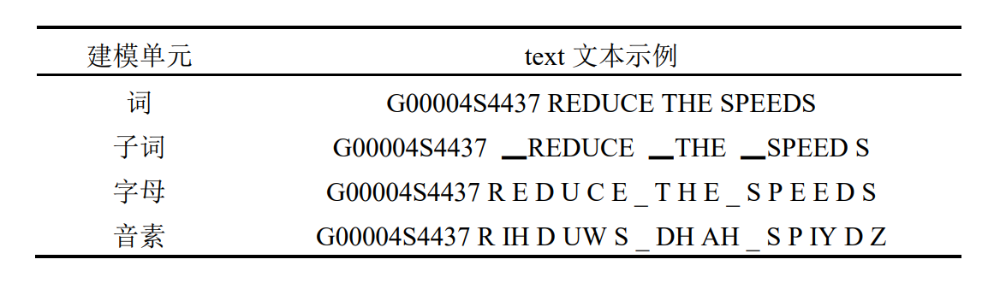 建模单元 text 文本示例
词 G00004S4437 REDUCE THE SPEEDS
子词 G00004S4437 ▁REDUCE ▁THE ▁SPEED S
字母 G00004S4437 R E D U C E _ T H E _ S P E E D S
音素 G00004S4437 R IH D UW S _ DH AH _ S P IY D Z